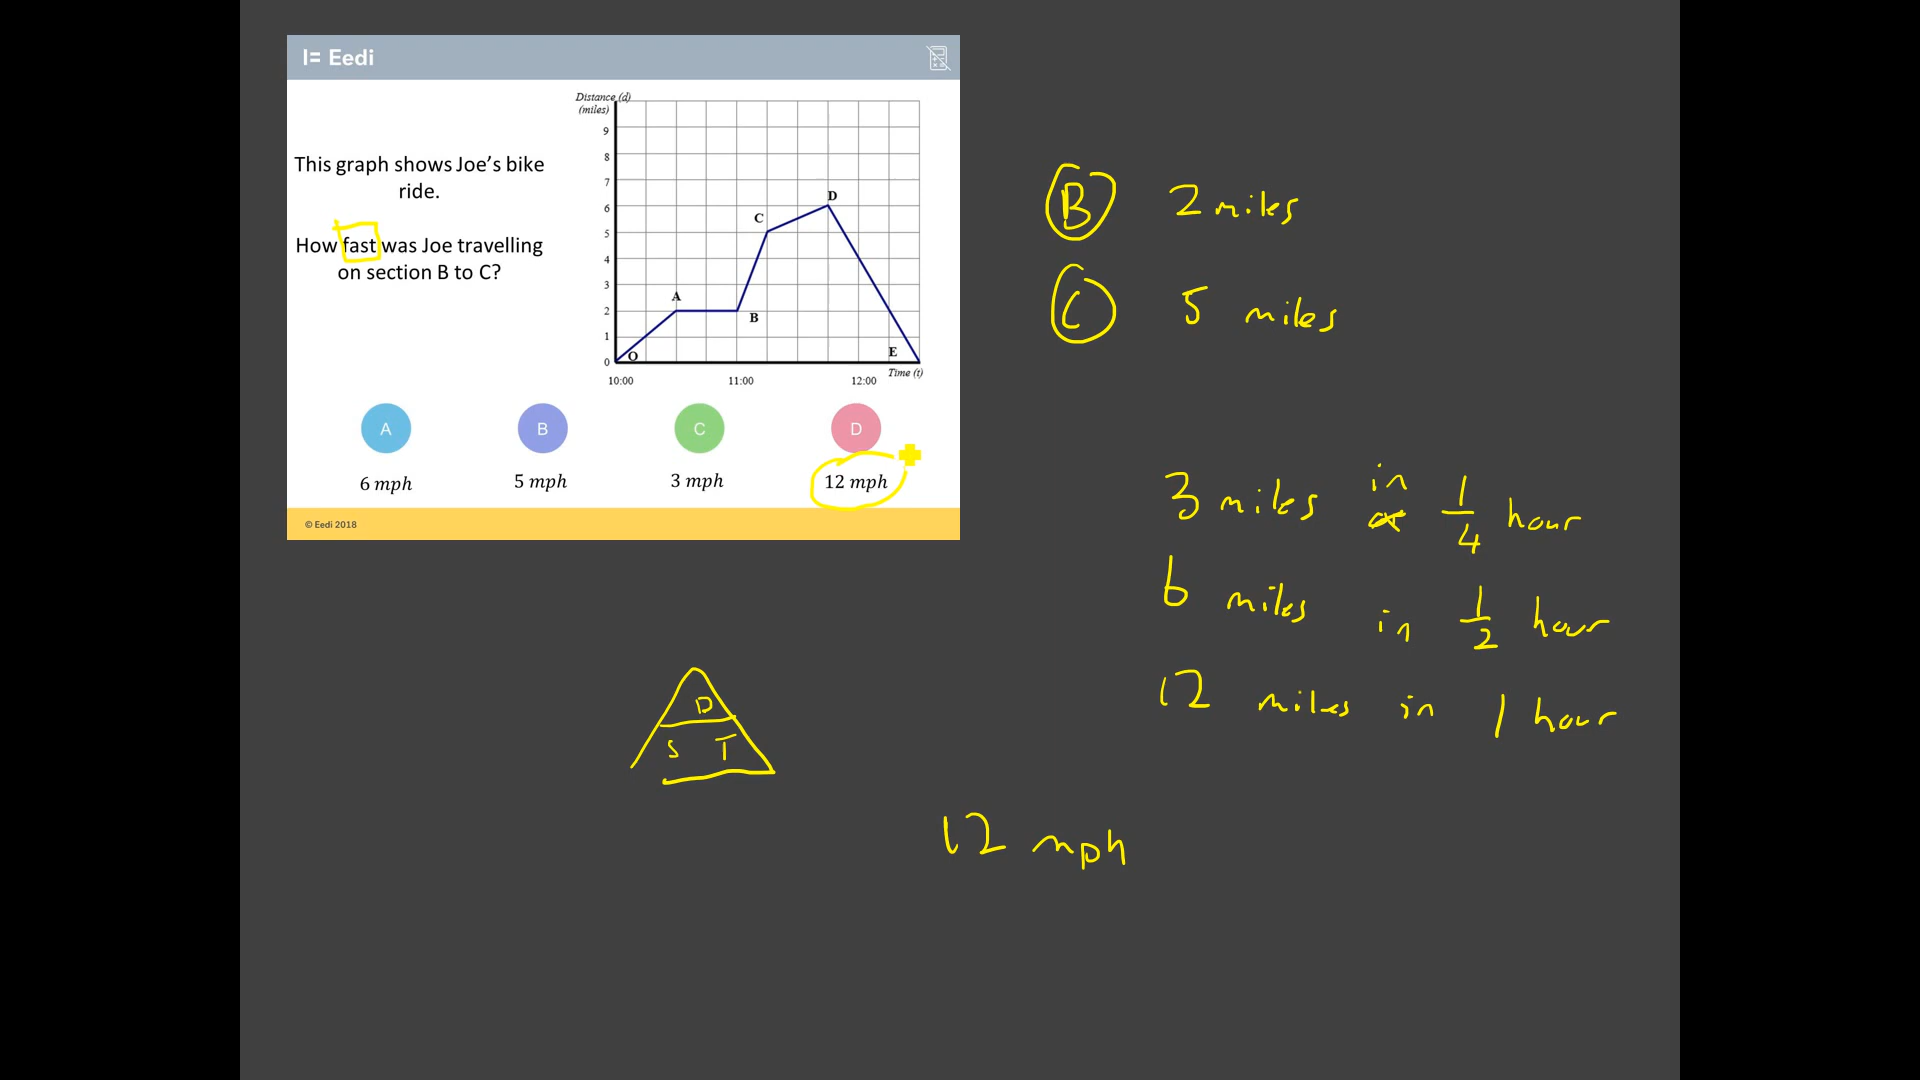 Eedi
This graph shows Joe's bike
ride.
How fast was Joe travelling
on section B to C?
Distance (d)
(miles)
9
8
7
6
5
4
3
2
1
0
O
A
B
C
D
E
10:00
11:00
12:00
Time (t)
A
B
C
D
6 mph
5 mph
3 mph
12 mph
© Eedi 2018
B 2 miles
C 5 miles
3 miles in 1/4 hour
6 miles in 1/2 hour
12 miles in 1 hour
D
S T
12 mph